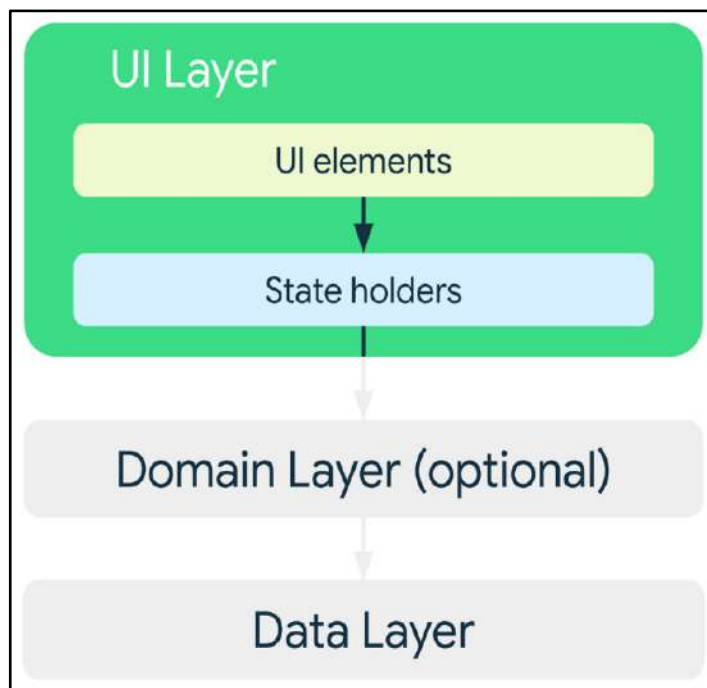 UI Layer
UI elements
State holders
Domain Layer (optional)
Data Layer